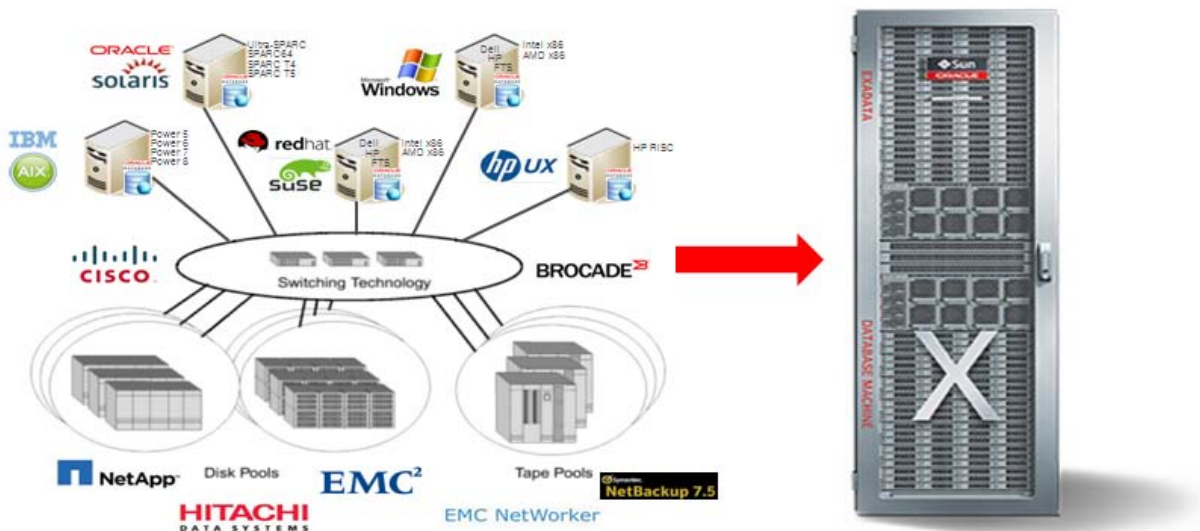 ORACLE
SOLARIS
Ultra-SPARC
SPARC64
SPARC T4
SPARC T5
Microsoft
Windows
Dell
HP
FTS
Intel x86
AMD x86
Sun
ORACLE
EXADATA
IBM
AIX
Power 5
Power 6
Power 7
Power 8
redhat
SUSE
Dell
HP
FTS
Intel x86
AMD x86
hp UX
HP RISC
CISCO
Switching Technology
BROCADE
DATABASE MACHINE
X
NetApp
Disk Pools
EMC²
Tape Pools
Symantec
NetBackup 7.5
HITACHI
DATA SYSTEMS
EMC NetWorker